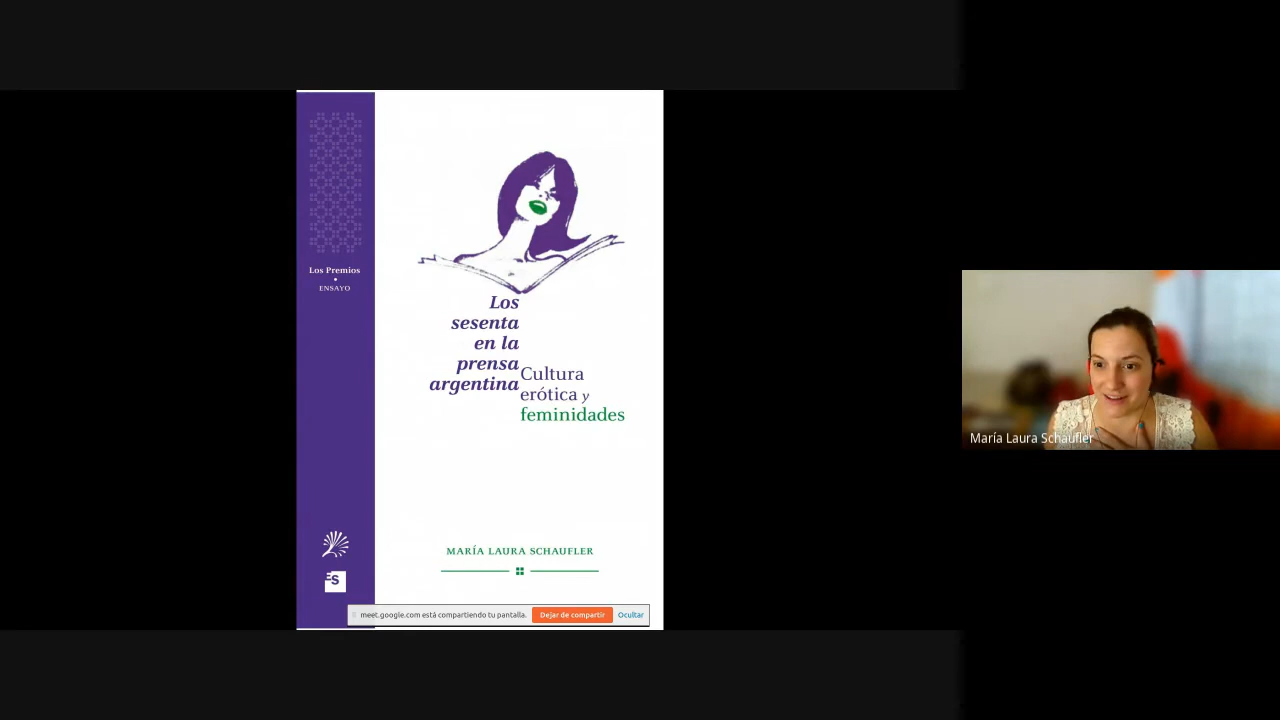 Los Premios
•
ENSAYO
Los
sesenta
en la
prensa
argentina
Cultura
erótica y
feminidades
MARÍA LAURA SCHAUFLER
ES
meet.google.com está compartiendo tu pantalla.
Dejar de compartir
Ocultar
María Laura Schaufler